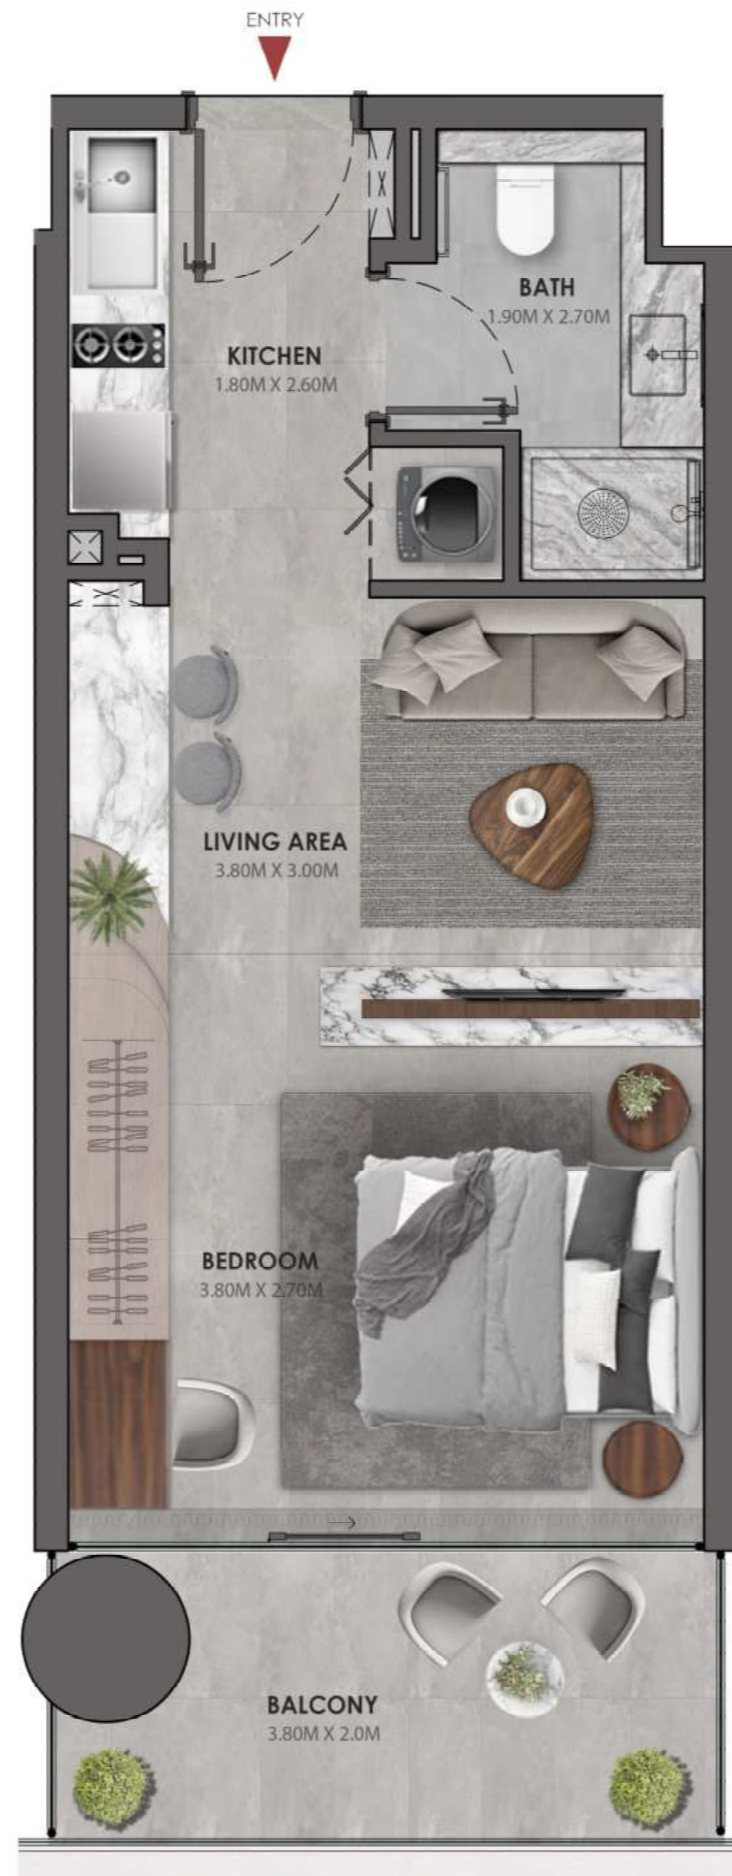 ENTRY
BATH
1.90M X 2.70M
KITCHEN
1.80M X 2.60M
LIVING AREA
3.80M X 3.00M
BEDROOM
3.80M X 2.70M
BALCONY
3.80M X 2.0M